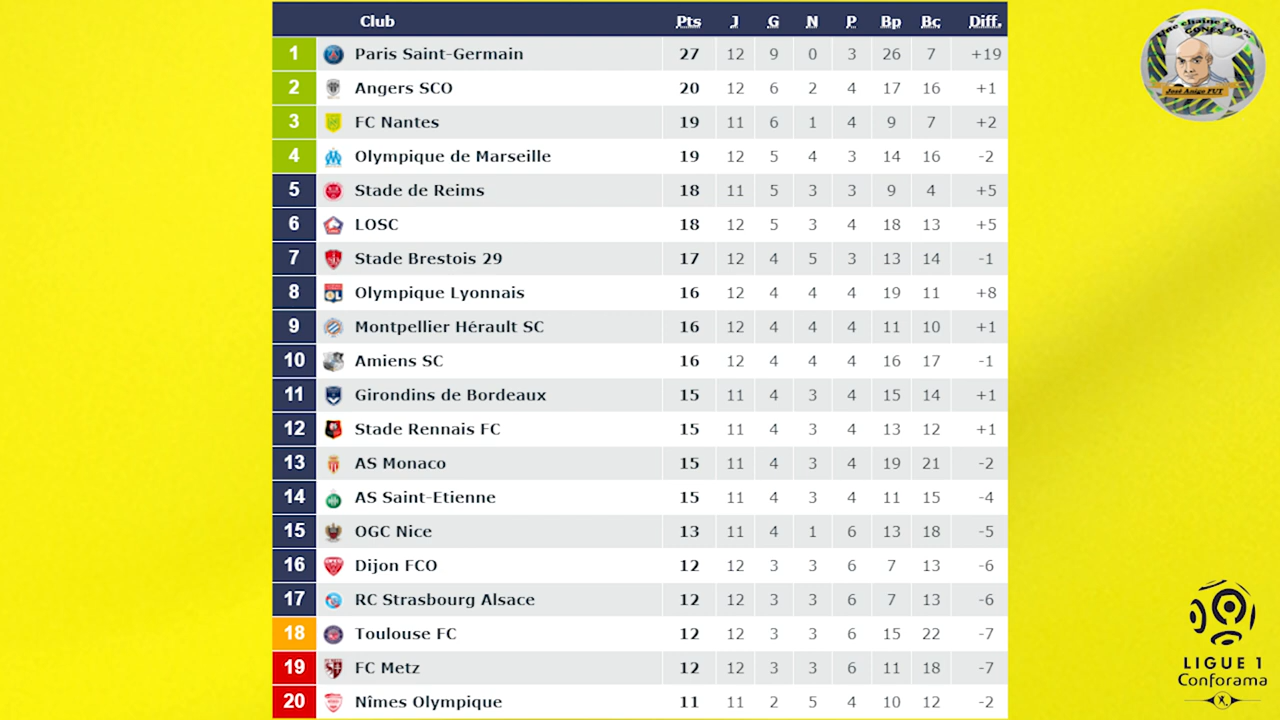 Club Pts J G N P Bp Bc Diff.
1 Paris Saint-Germain 27 12 9 0 3 26 7 +19
2 Angers SCO 20 12 6 2 4 17 16 +1
3 FC Nantes 19 11 6 1 4 9 7 +2
4 Olympique de Marseille 19 12 5 4 3 14 16 -2
5 Stade de Reims 18 11 5 3 3 9 4 +5
6 LOSC 18 12 5 3 4 18 13 +5
7 Stade Brestois 29 17 12 4 5 3 13 14 -1
8 Olympique Lyonnais 16 12 4 4 4 19 11 +8
9 Montpellier Hérault SC 16 12 4 4 4 11 10 +1
10 Amiens SC 16 12 4 4 4 16 17 -1
11 Girondins de Bordeaux 15 11 4 3 4 15 14 +1
12 Stade Rennais FC 15 11 4 3 4 13 12 +1
13 AS Monaco 15 11 4 3 4 19 21 -2
14 AS Saint-Etienne 15 11 4 3 4 11 15 -4
15 OGC Nice 13 11 4 1 6 13 18 -5
16 Dijon FCO 12 12 3 3 6 7 13 -6
17 RC Strasbourg Alsace 12 12 3 3 6 7 13 -6
18 Toulouse FC 12 12 3 3 6 15 22 -7
19 FC Metz 12 12 3 3 6 11 18 -7
20 Nîmes Olympique 11 11 2 5 4 10 12 -2
Une chaine 100%
GONES
José Anigo FUT
LIGUE 1
Conforama